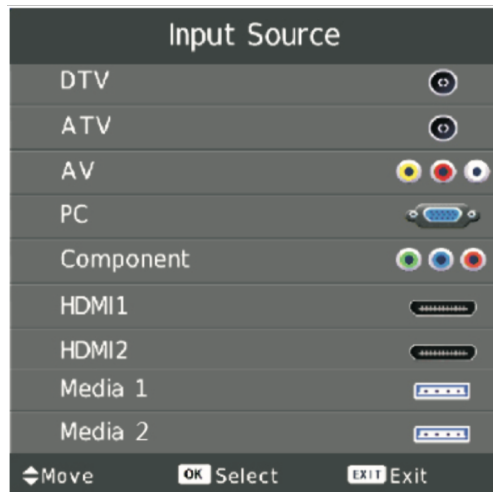 Input Source
DTV
ATV
AV
PC
Component
HDMI1
HDMI2
Media 1
Media 2
Move OK Select EXIT Exit